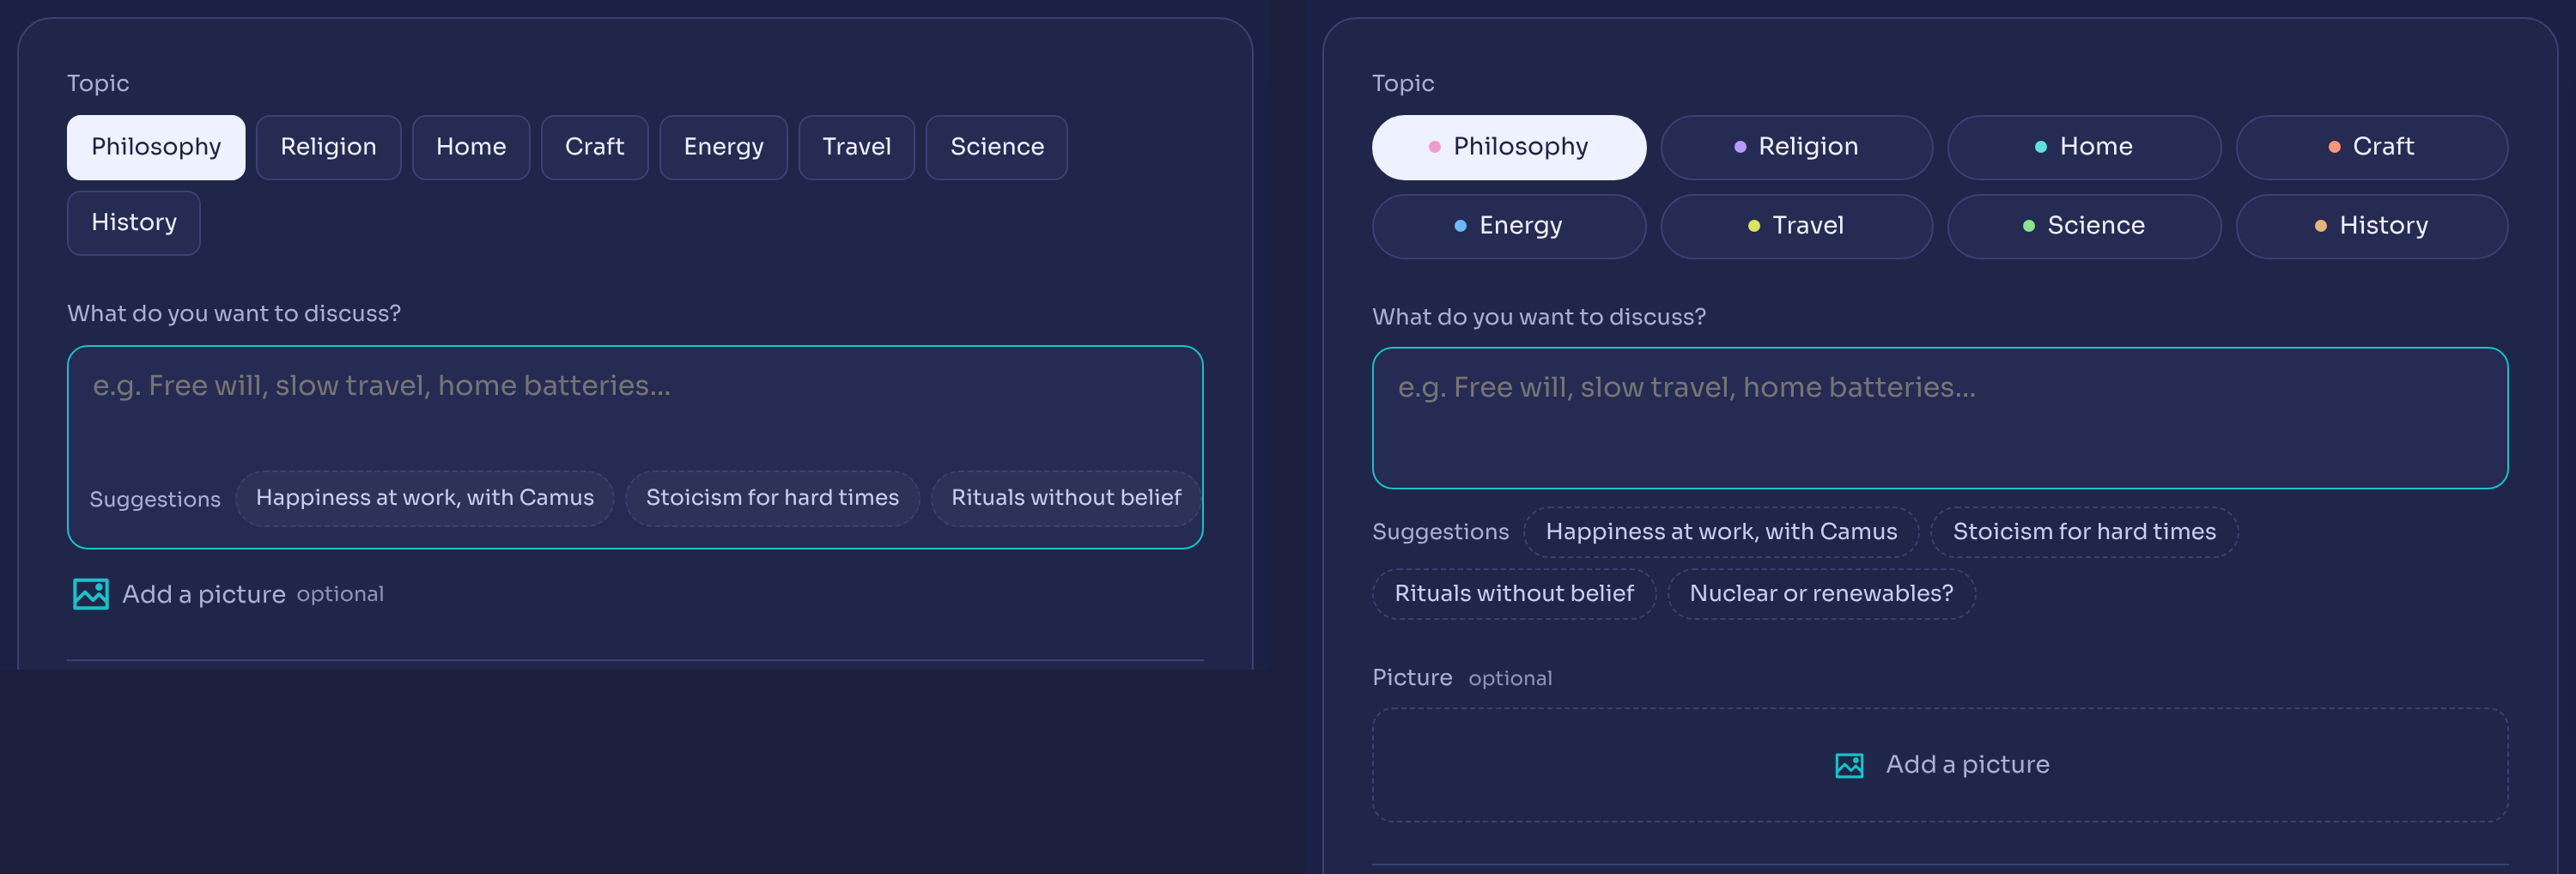 Topic
Philosophy Religion Home Craft Energy Travel Science
History
What do you want to discuss?
e.g. Free will, slow travel, home batteries...
Suggestions Happiness at work, with Camus Stoicism for hard times Rituals without belief
Add a picture optional
Topic
Philosophy Religion Home Craft
Energy Travel Science History
What do you want to discuss?
e.g. Free will, slow travel, home batteries...
Suggestions Happiness at work, with Camus Stoicism for hard times
Rituals without belief Nuclear or renewables?
Picture optional
Add a picture